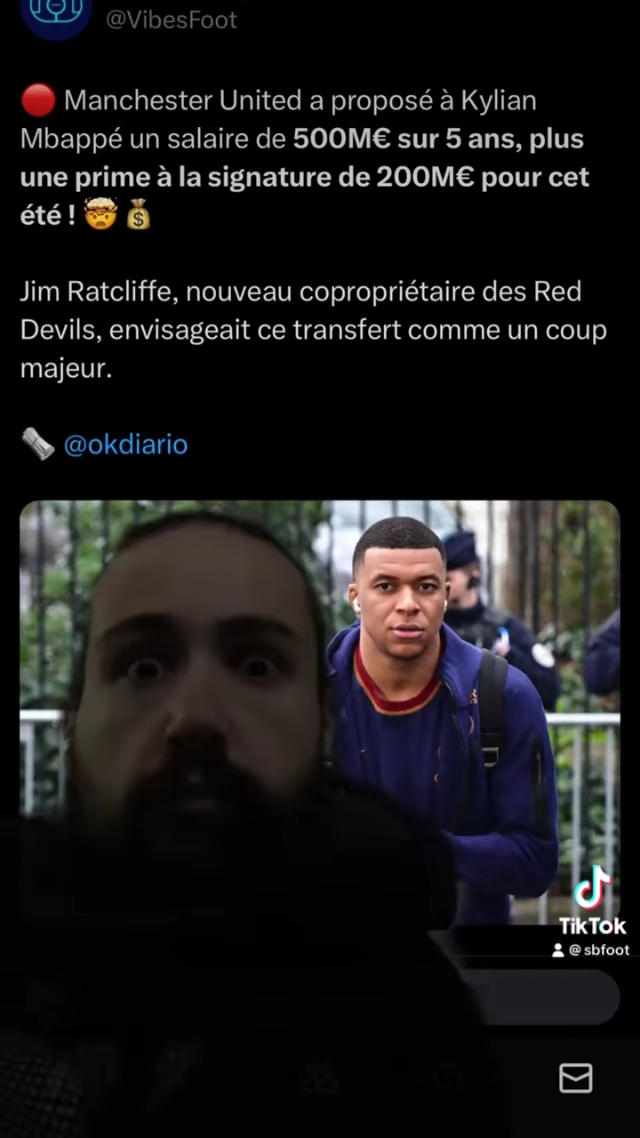 @VibesFoot
🔴 Manchester United a proposé à Kylian
Mbappé un salaire de 500M€ sur 5 ans, plus
une prime à la signature de 200M€ pour cet
été ! 🤯💰
Jim Ratcliffe, nouveau copropriétaire des Red
Devils, envisageait ce transfert comme un coup
majeur.
🗞️ @okdiario
TikTok
@sbfoot